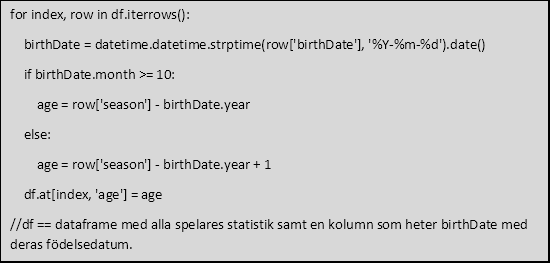 for index, row in df.iterrows():
birthDate = datetime.datetime.strptime(row['birthDate'], '%Y-%m-%d').date()
if birthDate.month >= 10:
age = row['season'] - birthDate.year
else:
age = row['season'] - birthDate.year + 1
df.at[index, 'age'] = age
//df == dataframe med alla spelares statistik samt en kolumn som heter birthDate med
deras födelsedatum.